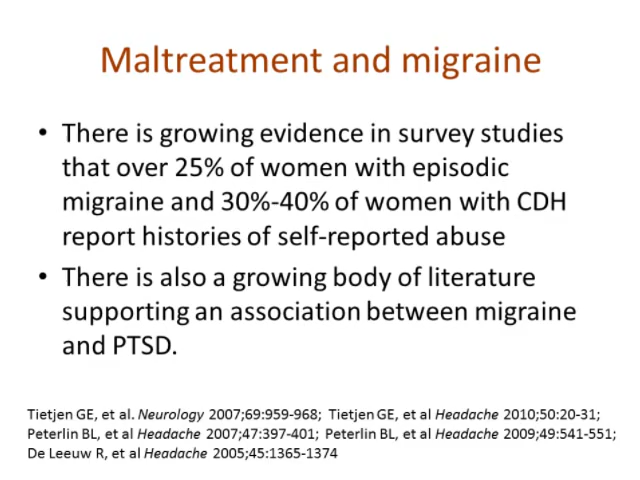 Maltreatment and migraine
• There is growing evidence in survey studies
that over 25% of women with episodic
migraine and 30%-40% of women with CDH
report histories of self-reported abuse
• There is also a growing body of literature
supporting an association between migraine
and PTSD.
Tietjen GE, et al. Neurology 2007;69:959-968; Tietjen GE, et al Headache 2010;50:20-31;
Peterlin BL, et al Headache 2007;47:397-401; Peterlin BL, et al Headache 2009;49:541-551;
De Leeuw R, et al Headache 2005;45:1365-1374